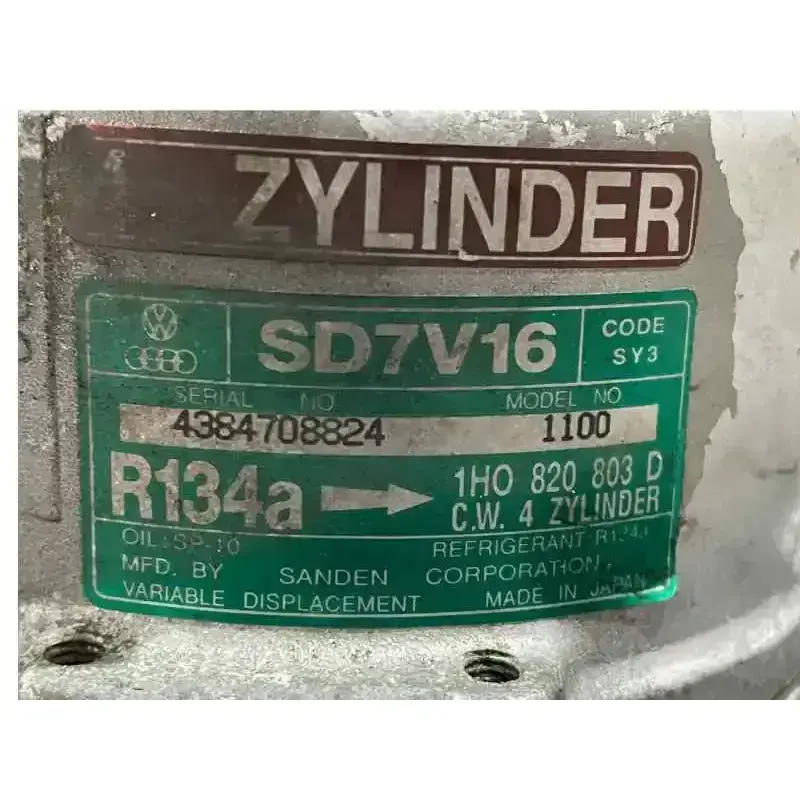 R
ZYLINDER
SD7V16
CODE
SY3
SERIAL NO
MODEL NO
4384708824
1100
R134a
1HO 820 803 D
C.W. 4 ZYLINDER
OIL:SP-10
REFRIGERANT R134a
MFD. BY SANDEN CORPORATION,
VARIABLE DISPLACEMENT
MADE IN JAPAN